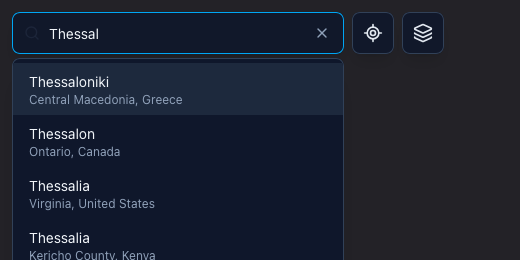 Thessal
Thessaloniki
Central Macedonia, Greece
Thessalon
Ontario, Canada
Thessalia
Virginia, United States
Thessalia
Kericho County, Kenya